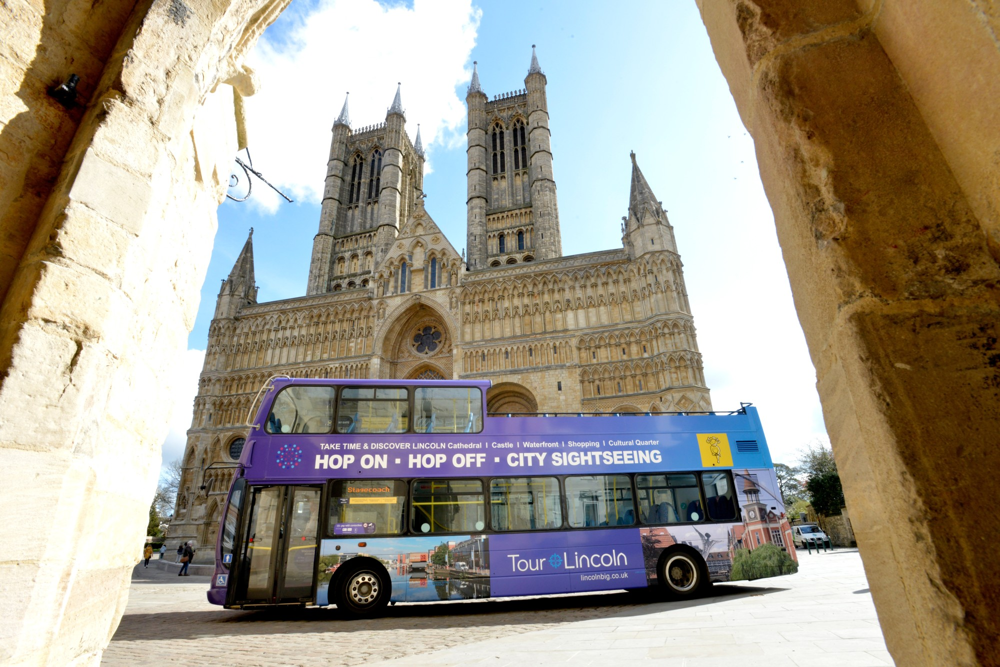 TAKE TIME & DISCOVER LINCOLN Cathedral I Castle I Waterfront I Shopping I Cultural Quarter
HOP ON ▪ HOP OFF ▪ CITY SIGHTSEEING
Stagecoach
Tour Lincoln
lincolnbig.co.uk